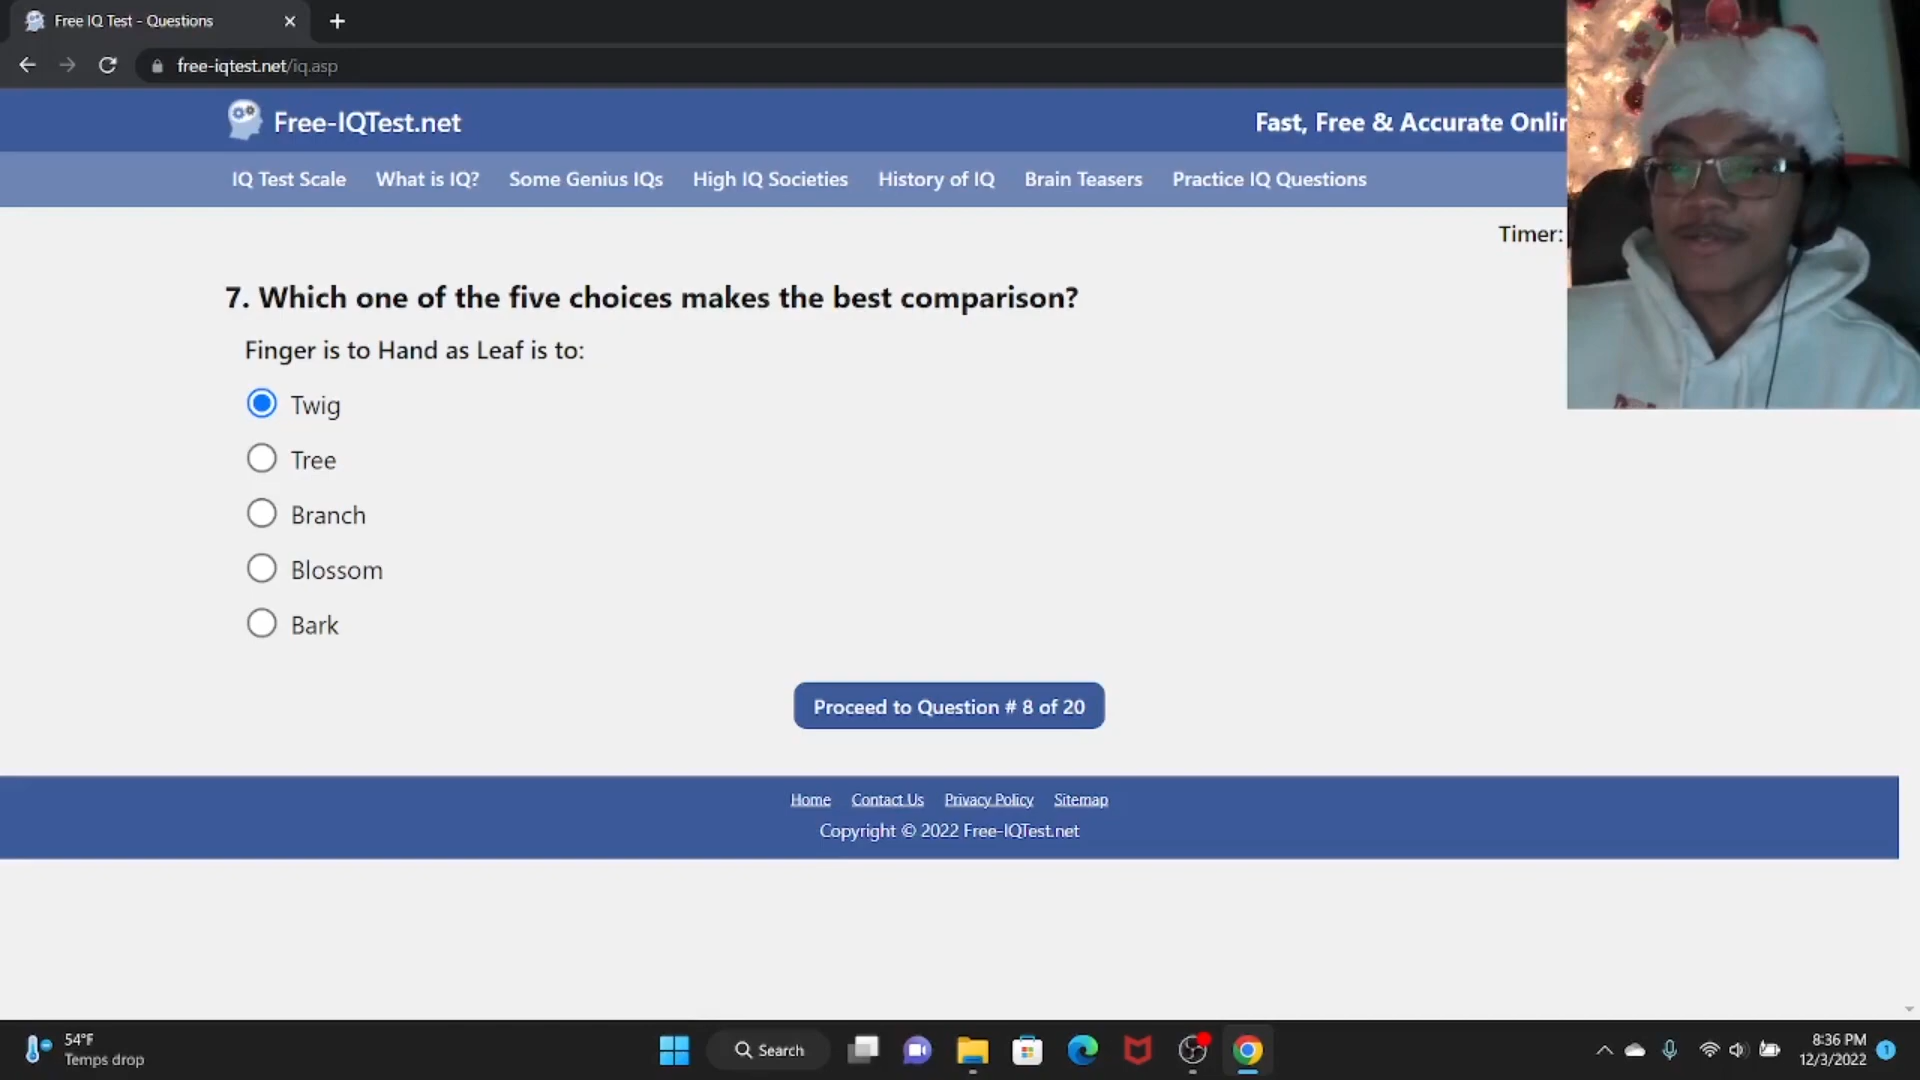 Free IQ Test - Questions
free-iqtest.net/iq.asp
Free-IQTest.net
Fast, Free & Accurate Onlin
IQ Test Scale
What is IQ?
Some Genius IQs
High IQ Societies
History of IQ
Brain Teasers
Practice IQ Questions
Timer:
7. Which one of the five choices makes the best comparison?
Finger is to Hand as Leaf is to:
Twig
Tree
Branch
Blossom
Bark
Proceed to Question # 8 of 20
Home
Contact Us
Privacy Policy
Sitemap
Copyright © 2022 Free-IQTest.net
54°F
Temps drop
Search
8:36 PM
12/3/2022
1